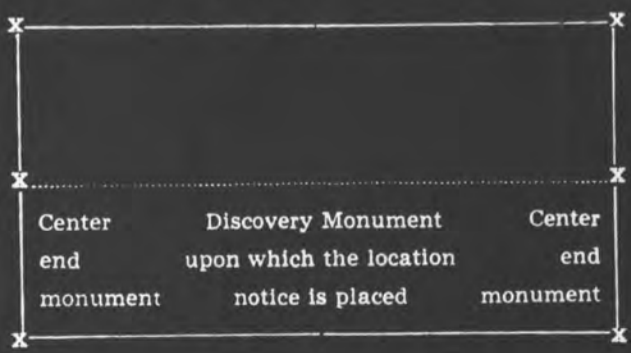 X X
X X
Center Discovery Monument Center
end upon which the location end
monument notice is placed monument
X X